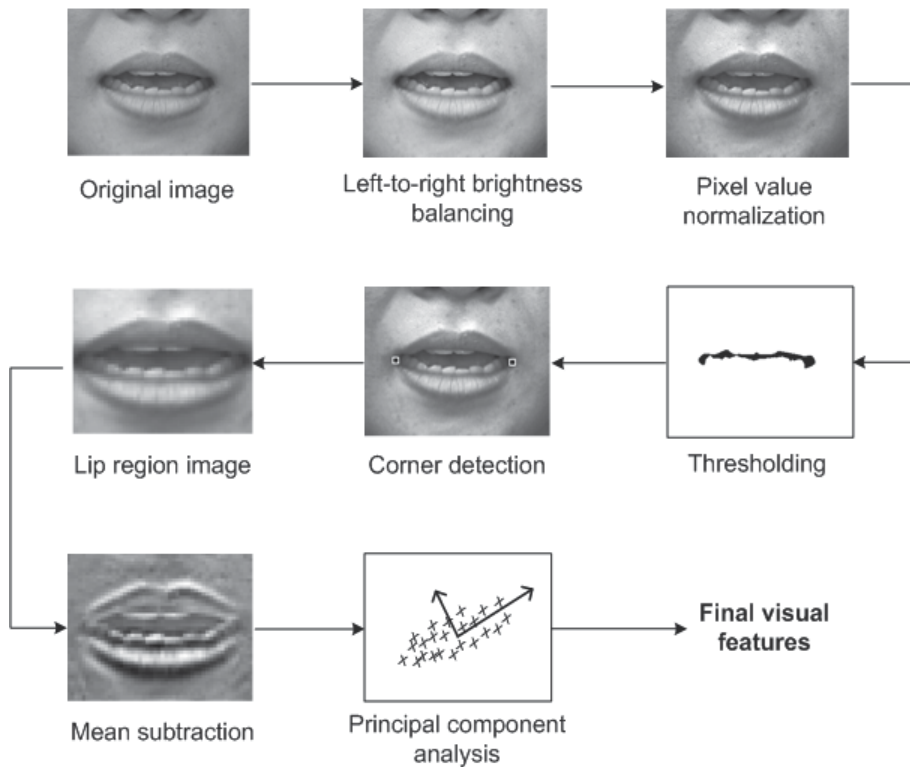 Original image
Left-to-right brightness
balancing
Pixel value
normalization
Lip region image
Corner detection
Thresholding
Mean subtraction
Principal component
analysis
Final visual
features